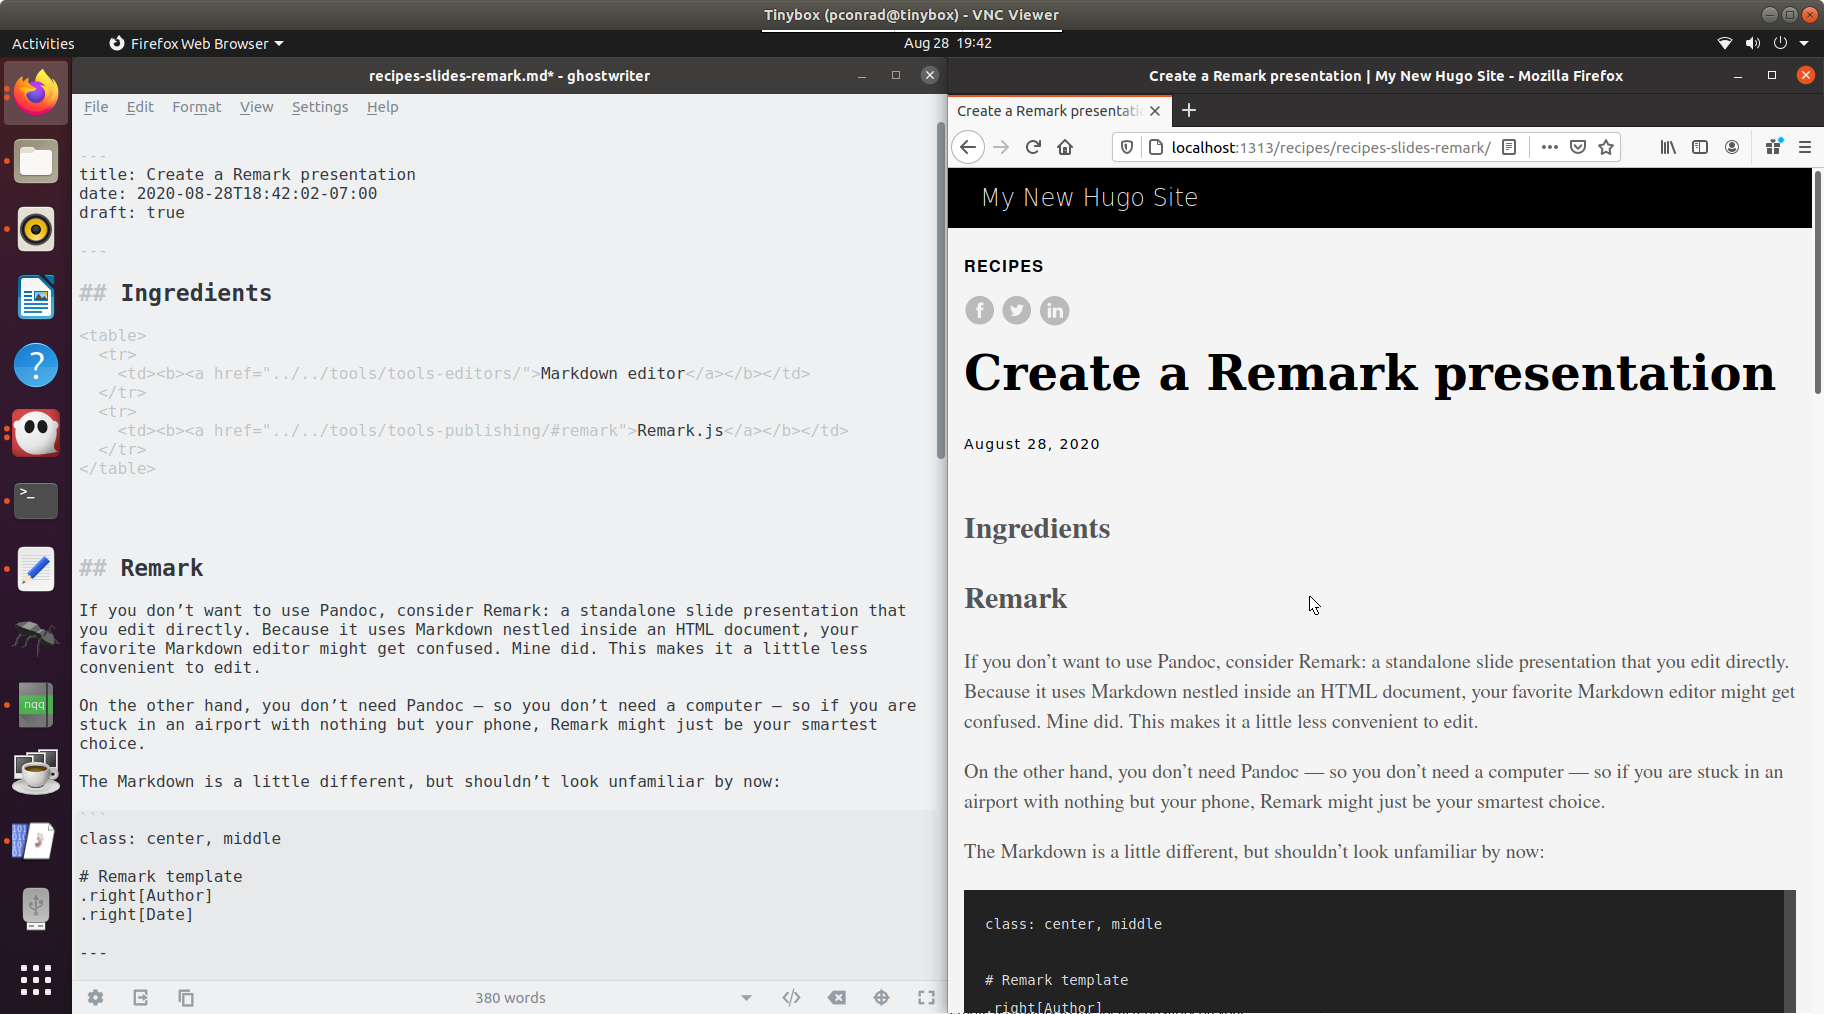 Tinybox (pconrad@tinybox) - VNC Viewer
Activities
Firefox Web Browser
Aug 28 19:42
recipes-slides-remark.md* - ghostwriter
File Edit Format View Settings Help
---
title: Create a Remark presentation
date: 2020-08-28T18:42:02-07:00
draft: true
---
## Ingredients
<table>
<tr>
<td><b><a href="../../tools/tools-editors/">Markdown editor</a></b></td>
</tr>
<tr>
<td><b><a href="../../tools/tools-publishing/#remark">Remark.js</a></b></td>
</tr>
</table>
## Remark
If you don’t want to use Pandoc, consider Remark: a standalone slide presentation that
you edit directly. Because it uses Markdown nestled inside an HTML document, your
favorite Markdown editor might get confused. Mine did. This makes it a little less
convenient to edit.
On the other hand, you don’t need Pandoc — so you don’t need a computer — so if you are
stuck in an airport with nothing but your phone, Remark might just be your smartest
choice.
The Markdown is a little different, but shouldn’t look unfamiliar by now:
```
class: center, middle
# Remark template
.right[Author]
.right[Date]
---
380 words
nqq
Create a Remark presentation | My New Hugo Site - Mozilla Firefox
Create a Remark presentati
localhost:1313/recipes/recipes-slides-remark/
My New Hugo Site
RECIPES
Create a Remark presentation
August 28, 2020
Ingredients
Remark
If you don’t want to use Pandoc, consider Remark: a standalone slide presentation that you edit directly.
Because it uses Markdown nestled inside an HTML document, your favorite Markdown editor might get
confused. Mine did. This makes it a little less convenient to edit.
On the other hand, you don’t need Pandoc — so you don’t need a computer — so if you are stuck in an
airport with nothing but your phone, Remark might just be your smartest choice.
The Markdown is a little different, but shouldn’t look unfamiliar by now:
class: center, middle
# Remark template
.right[Author]